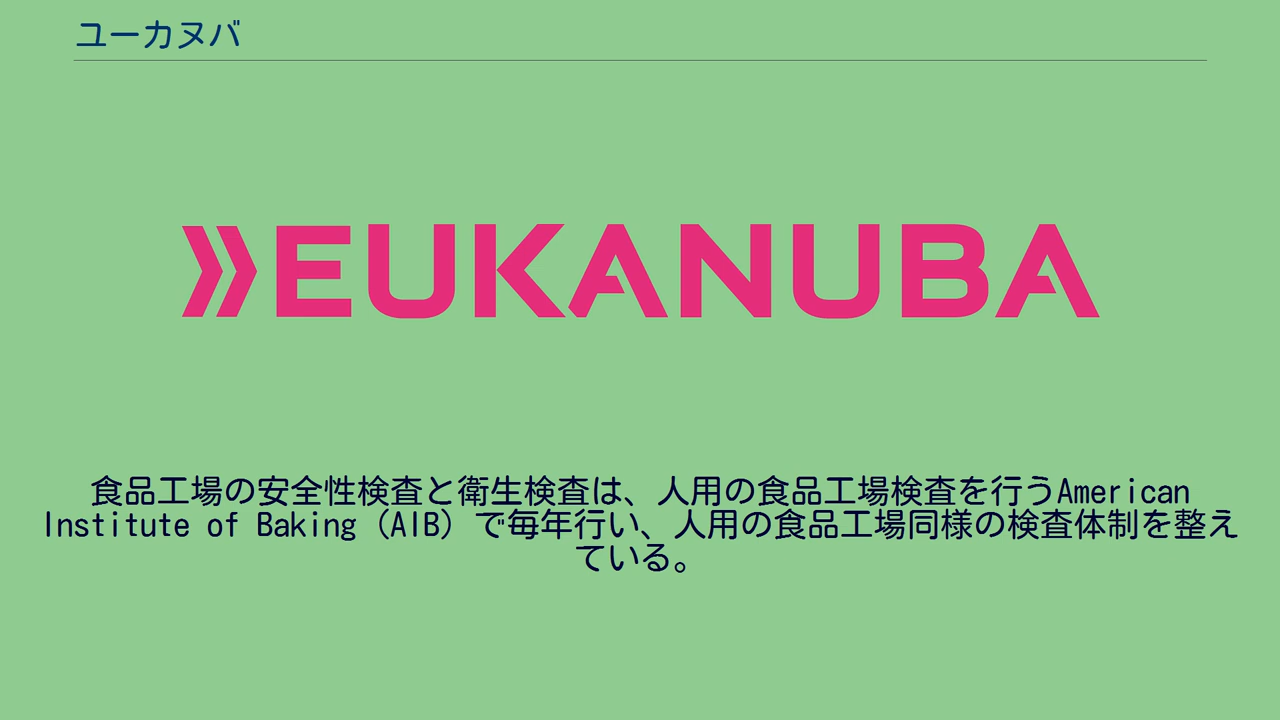 ユーカヌバ
EUKANUBA
食品工場の安全性検査と衛生検査は、人用の食品工場検査を行うAmerican
Institute of Baking（AIB）で毎年行い、人用の食品工場同様の検査体制を整え
ている。